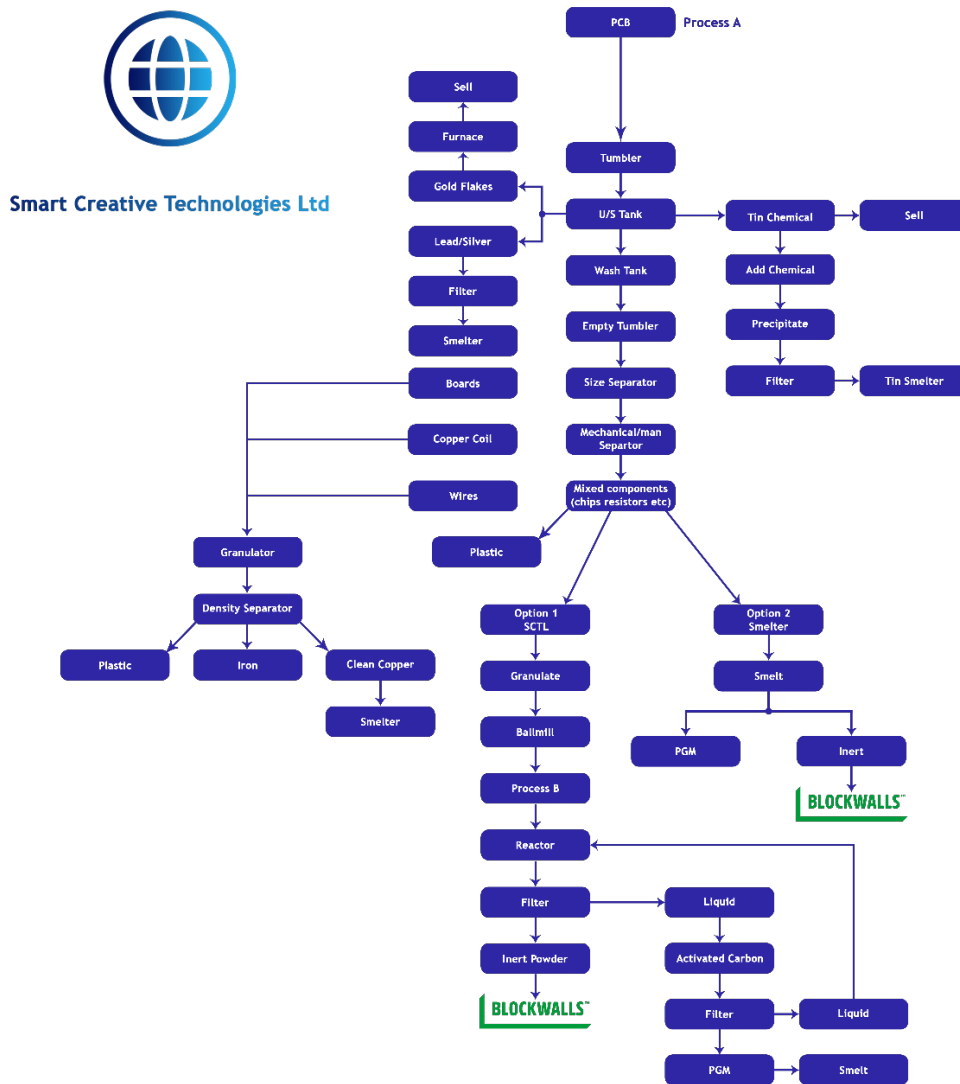 PCB
Process A
Sell
Furnace
Tumbler
Gold Flakes
Smart Creative Technologies Ltd
U/S Tank
Tin Chemical
Sell
Lead/Silver
Wash Tank
Add Chemical
Filter
Empty Tumbler
Precipitate
Smelter
Boards
Size Separator
Filter
Tin Smelter
Copper Coil
Mechanical/man
Separtor
Wires
Mixed components
(chips resistors etc)
Granulator
Plastic
Density Separator
Option 1
SCTL
Option 2
Smelter
Plastic
Iron
Clean Copper
Granulate
Smelt
Smelter
Ballmill
PGM
Inert
Process B
BLOCKWALLS™
Reactor
Filter
Liquid
Inert Powder
Activated Carbon
BLOCKWALLS™
Filter
Liquid
PGM
Smelt